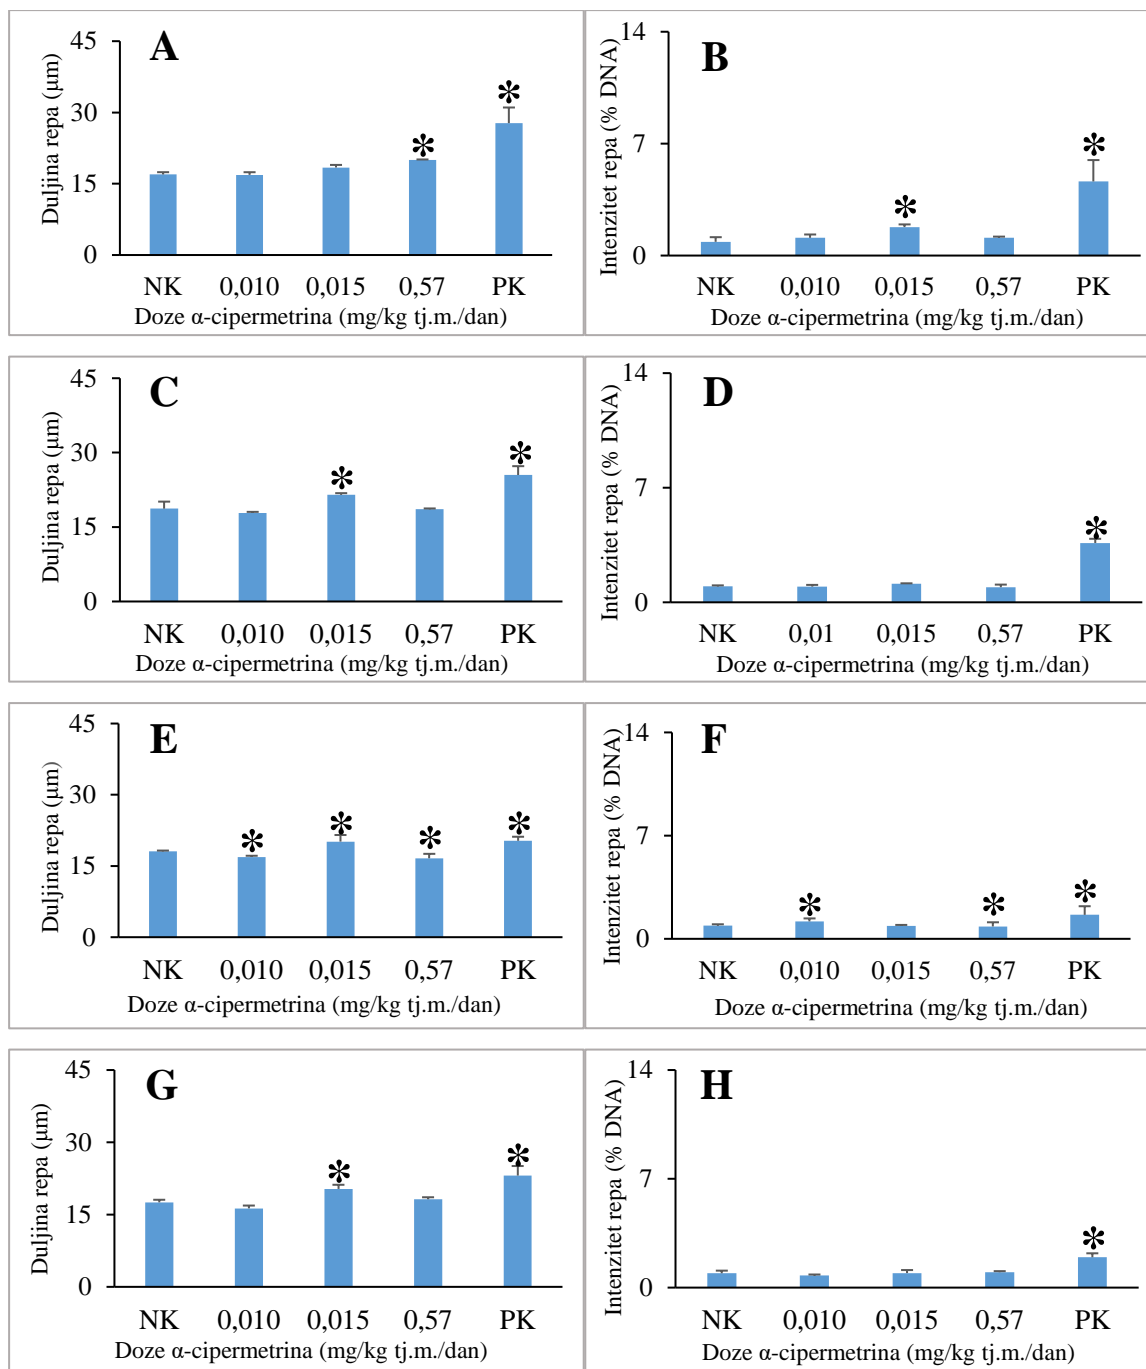 A
Duljina repa (μm)
45
30
15
0
*
*
NK 0,010 0,015 0,57 PK
Doze α-cipermetrina (mg/kg tj.m./dan)
B
Intenzitet repa (% DNA)
14
7
0
*
*
NK 0,010 0,015 0,57 PK
Doze α-cipermetrina (mg/kg tj.m./dan)
C
Duljina repa (μm)
45
30
15
0
*
*
NK 0,010 0,015 0,57 PK
Doze α-cipermetrina (mg/kg tj.m./dan)
D
Intenzitet repa (% DNA)
14
7
0
*
NK 0,01 0,015 0,57 PK
Doze α-cipermetrina (mg/kg tj.m./dan)
E
Duljina repa (μm)
45
30
15
0
*
*
*
*
NK 0,010 0,015 0,57 PK
Doze α-cipermetrina (mg/kg tj.m./dan)
F
Intenzitet repa (% DNA)
14
7
0
*
*
*
NK 0,010 0,015 0,57 PK
Doze α-cipermetrina (mg/kg tj.m./dan)
G
Duljina repa (μm)
45
30
15
0
*
*
NK 0,010 0,015 0,57 PK
Doze α-cipermetrina (mg/kg tj.m./dan)
H
Intenzitet repa (% DNA)
14
7
0
*
NK 0,010 0,015 0,57 PK
Doze α-cipermetrina (mg/kg tj.m./dan)